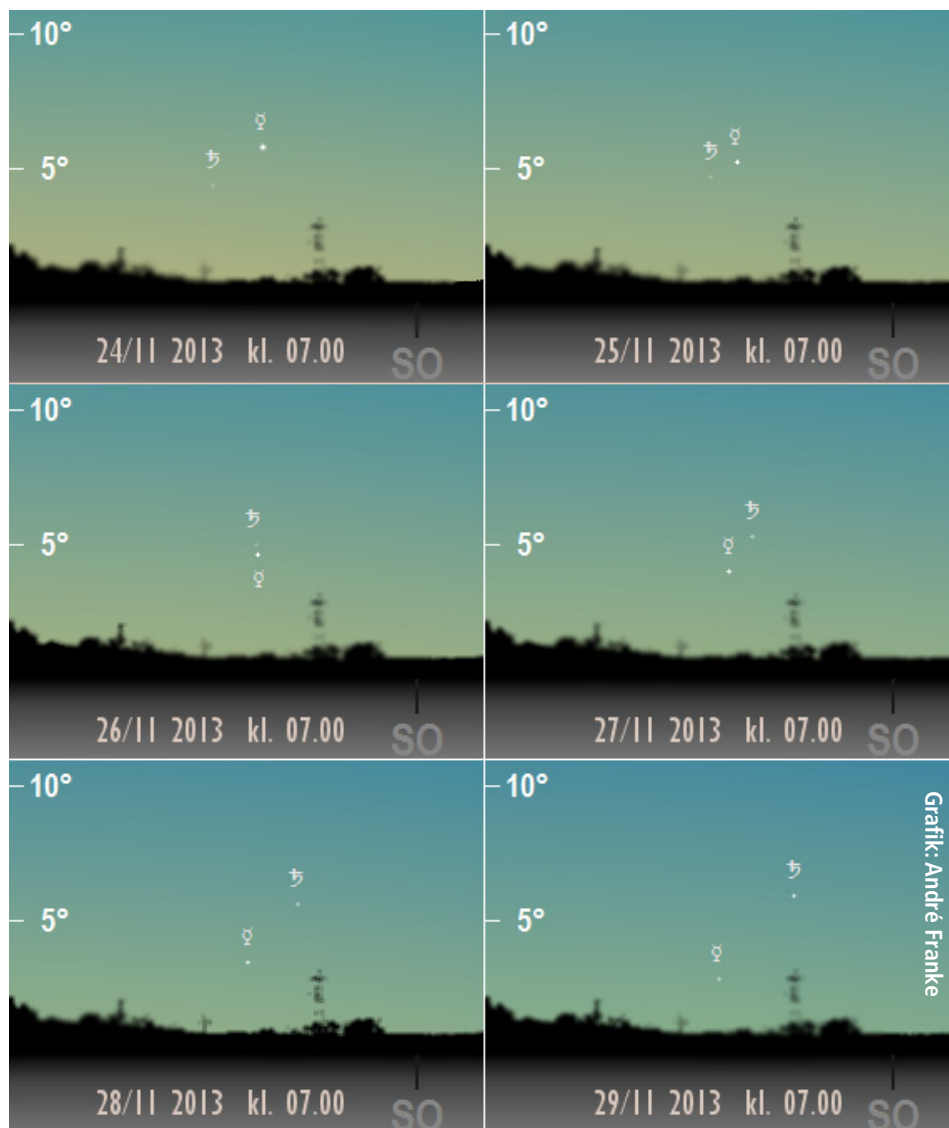 10°
♄ ☿
5°
24/11 2013 kl. 07.00
SO
10°
♄ ☿
5°
25/11 2013 kl. 07.00
SO
10°
♄
5°
☿
26/11 2013 kl. 07.00
SO
10°
♄
☿
5°
27/11 2013 kl. 07.00
SO
10°
♄
5°
☿
28/11 2013 kl. 07.00
SO
10°
♄
5°
☿
29/11 2013 kl. 07.00
SO
Grafik: André Franke